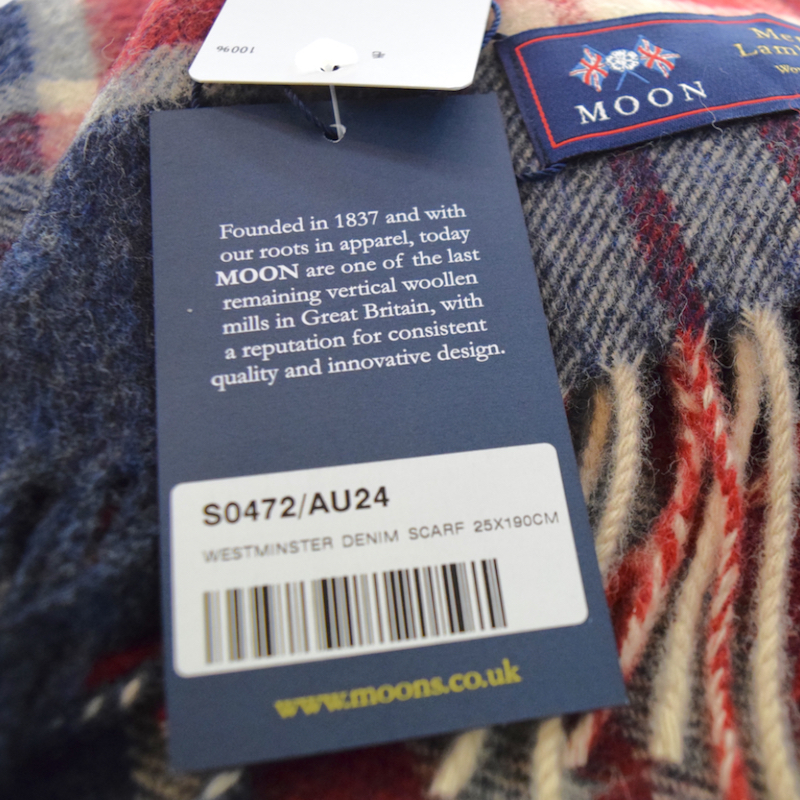 10096
MOON
Founded in 1837 and with
our roots in apparel, today
MOON are one of the last
remaining vertical woollen
mills in Great Britain, with
a reputation for consistent
quality and innovative design.
S0472/AU24
WESTMINSTER DENIM SCARF 25X190CM
www.moons.co.uk